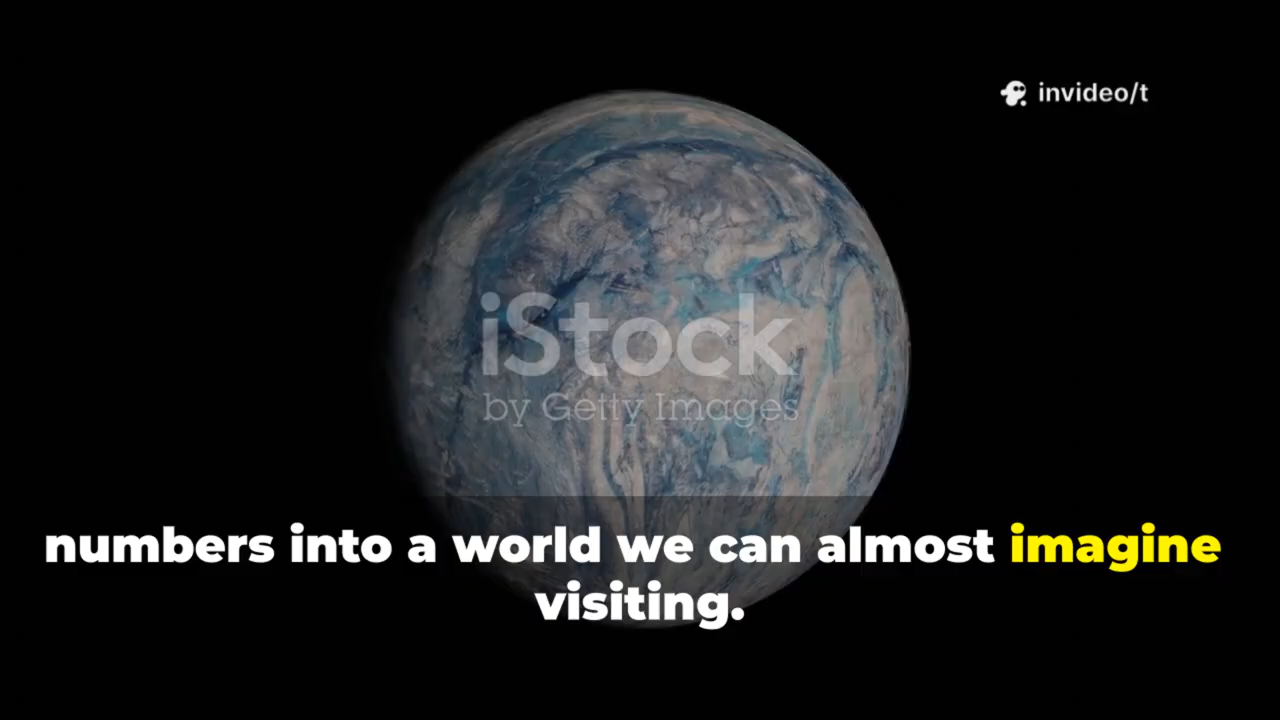 invideo/t
iStock
by Getty Images
numbers into a world we can almost imagine
visiting.